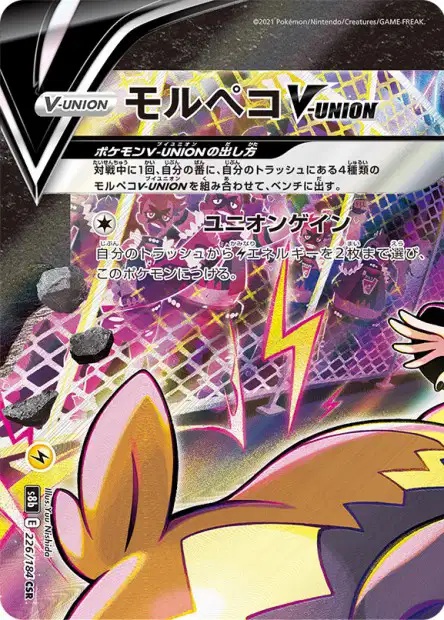 ©2021 Pokémon/Nintendo/Creatures/GAME FREAK.
V-UNION モルペコV-UNION
ポケモンV-UNIONの出し方
対戦中に1回、自分の番に、自分のトラッシュにある4種類の
モルペコV-UNIONを組み合わせて、ベンチに出す。
ユニオンゲイン
自分のトラッシュからエネルギーを2枚まで選び、
このポケモンにつける。
s8b E 226/184 CSR
Illus. Yuu Nishida